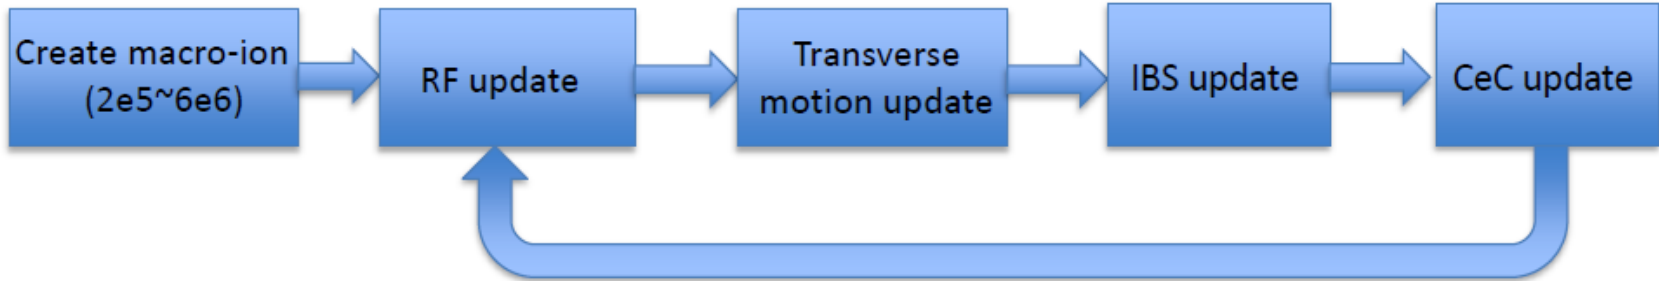 Create macro-ion
(2e5~6e6)
RF update
Transverse
motion update
IBS update
CeC update